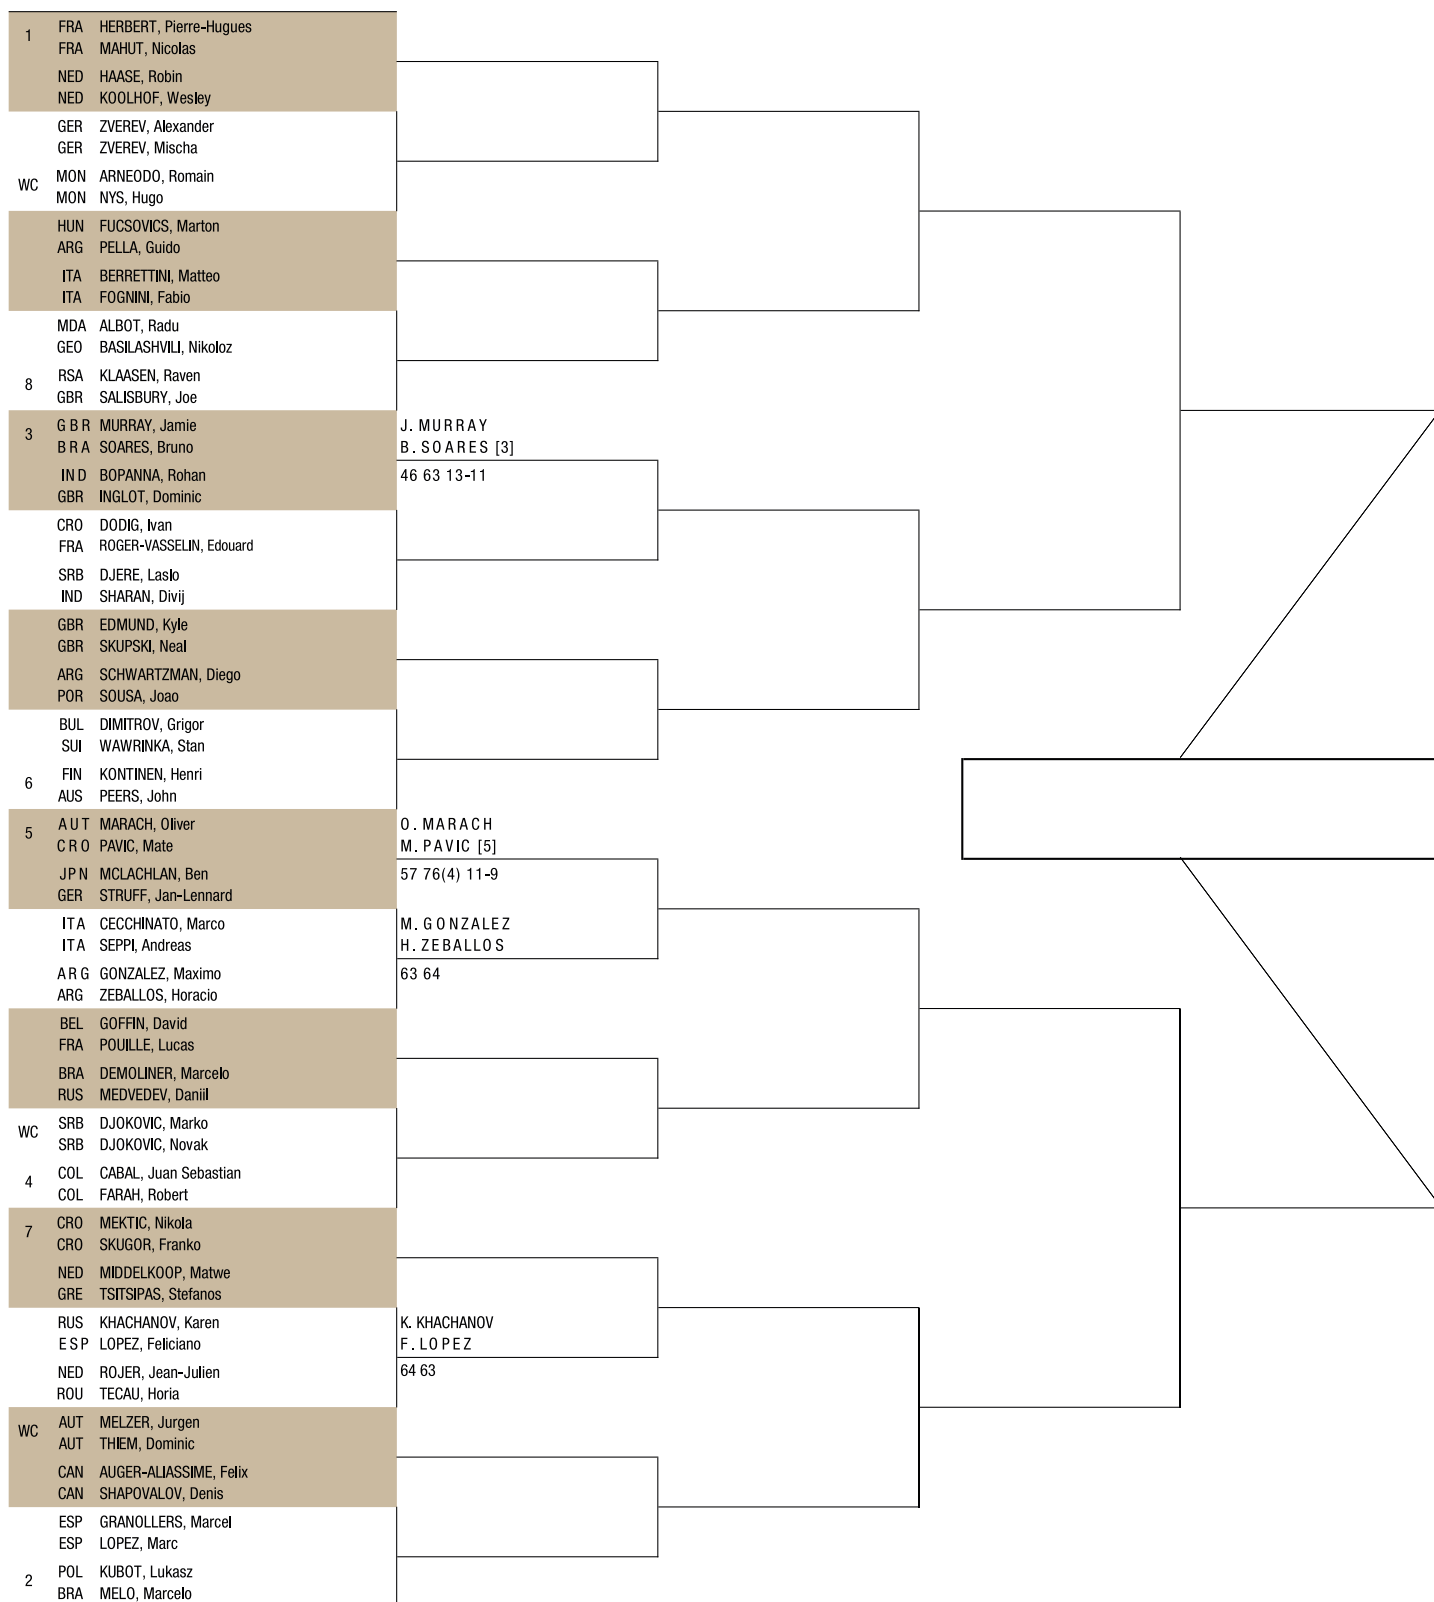 1 FRA HERBERT, Pierre-Hugues
FRA MAHUT, Nicolas
NED HAASE, Robin
NED KOOLHOF, Wesley
GER ZVEREV, Alexander
GER ZVEREV, Mischa
WC MON ARNEODO, Romain
MON NYS, Hugo
HUN FUCSOVICS, Marton
ARG PELLA, Guido
ITA BERRETTINI, Matteo
ITA FOGNINI, Fabio
MDA ALBOT, Radu
GEO BASILASHVILI, Nikoloz
8 RSA KLAASEN, Raven
GBR SALISBURY, Joe
3 GBR MURRAY, Jamie J. MURRAY
BRA SOARES, Bruno B. SOARES [3]
IND BOPANNA, Rohan 46 63 13-11
GBR INGLOT, Dominic
CRO DODIG, Ivan
FRA ROGER-VASSELIN, Edouard
SRB DJERE, Laslo
IND SHARAN, Divij
GBR EDMUND, Kyle
GBR SKUPSKI, Neal
ARG SCHWARTZMAN, Diego
POR SOUSA, Joao
BUL DIMITROV, Grigor
SUI WAWRINKA, Stan
6 FIN KONTINEN, Henri
AUS PEERS, John
5 AUT MARACH, Oliver O. MARACH
CRO PAVIC, Mate M. PAVIC [5]
JPN MCLACHLAN, Ben 57 76(4) 11-9
GER STRUFF, Jan-Lennard
ITA CECCHINATO, Marco M. GONZALEZ
ITA SEPPI, Andreas H. ZEBALLOS
ARG GONZALEZ, Maximo 63 64
ARG ZEBALLOS, Horacio
BEL GOFFIN, David
FRA POUILLE, Lucas
BRA DEMOLINER, Marcelo
RUS MEDVEDEV, Daniil
WC SRB DJOKOVIC, Marko
SRB DJOKOVIC, Novak
4 COL CABAL, Juan Sebastian
COL FARAH, Robert
7 CRO MEKTIC, Nikola
CRO SKUGOR, Franko
NED MIDDELKOOP, Matwe
GRE TSITSIPAS, Stefanos
RUS KHACHANOV, Karen K. KHACHANOV
ESP LOPEZ, Feliciano F. LOPEZ
NED ROJER, Jean-Julien 64 63
ROU TECAU, Horia
WC AUT MELZER, Jurgen
AUT THIEM, Dominic
CAN AUGER-ALIASSIME, Felix
CAN SHAPOVALOV, Denis
ESP GRANOLLERS, Marcel
ESP LOPEZ, Marc
2 POL KUBOT, Lukasz
BRA MELO, Marcelo